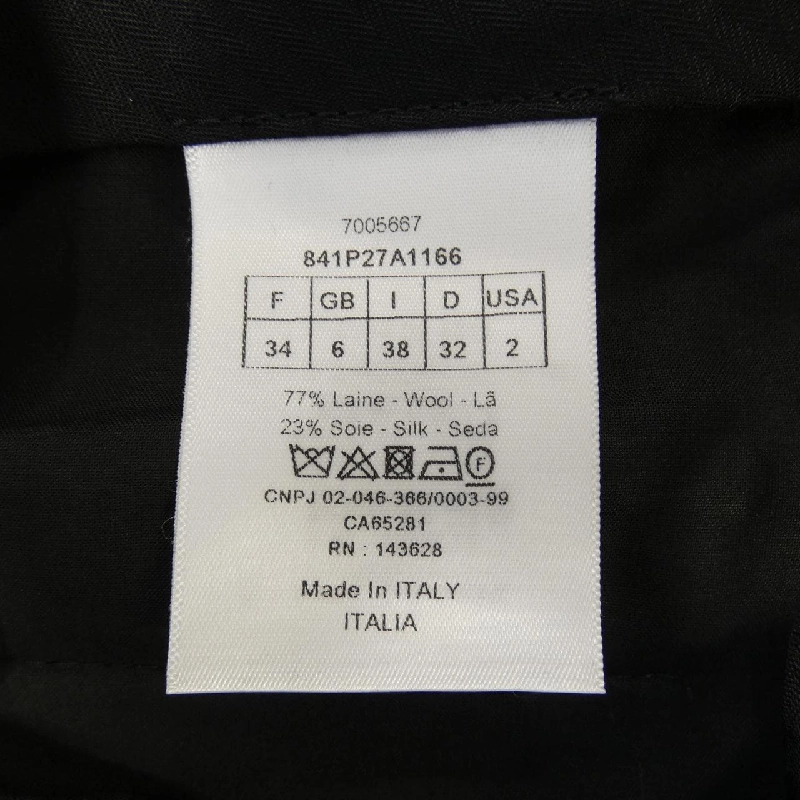 7005667
841P27A1166
F GB I D USA
34 6 38 32 2
77% Laine - Wool - Lã
23% Soie - Silk - Seda
F
CNPJ 02-046-366/0003-99
CA65281
RN : 143628
Made In ITALY
ITALIA